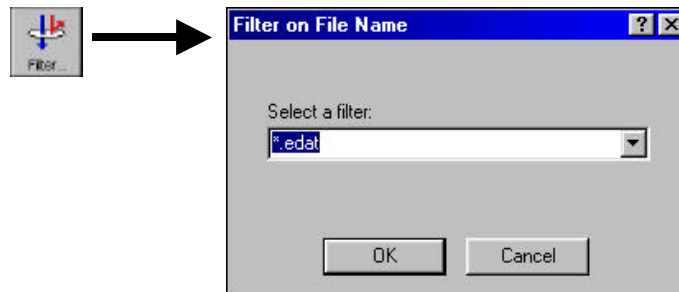 Filter...
Filter on File Name
Select a filter:
*.edat
OK
Cancel